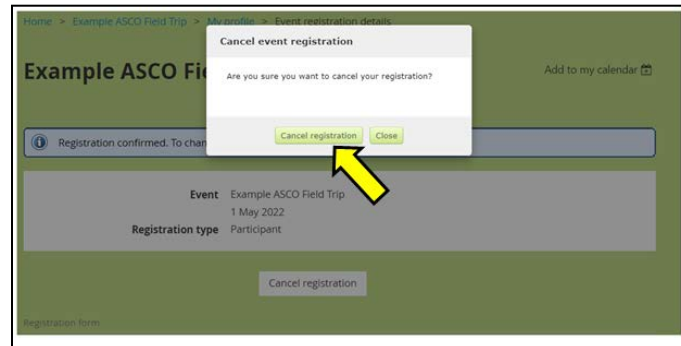 Home > Example ASCO Field Trip > My profile > Event registration details
Cancel event registration
Example ASCO Fie
Are you sure you want to cancel your registration?
Add to my calendar
Cancel registration
Close
Registration confirmed. To chan
Event Example ASCO Field Trip
1 May 2022
Registration type Participant
Cancel registration
Registration form